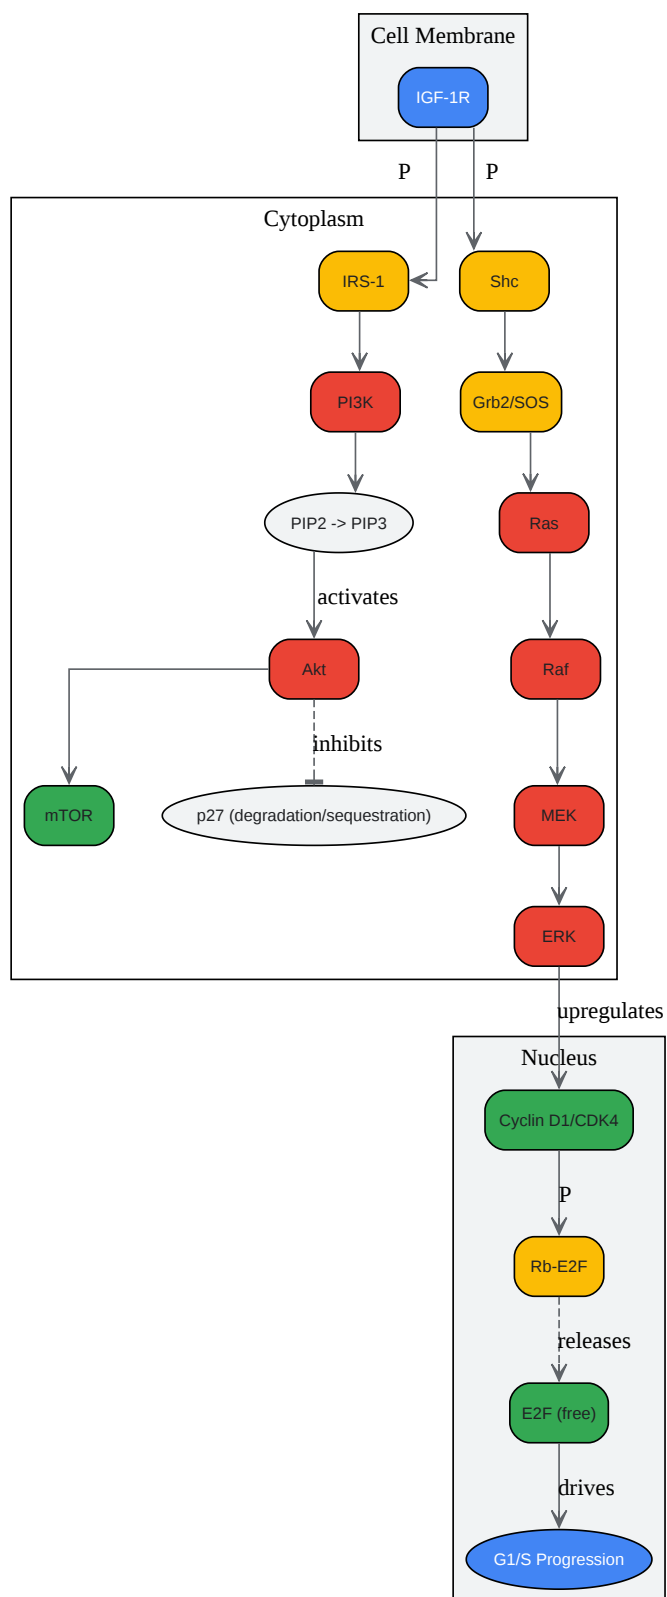 Cell Membrane
IGF-1R
P
P
Cytoplasm
IRS-1
Shc
PI3K
Grb2/SOS
PIP2 -> PIP3
Ras
activates
Akt
Raf
inhibits
mTOR
p27 (degradation/sequestration)
MEK
ERK
upregulates
Nucleus
Cyclin D1/CDK4
P
Rb-E2F
releases
E2F (free)
drives
G1/S Progression